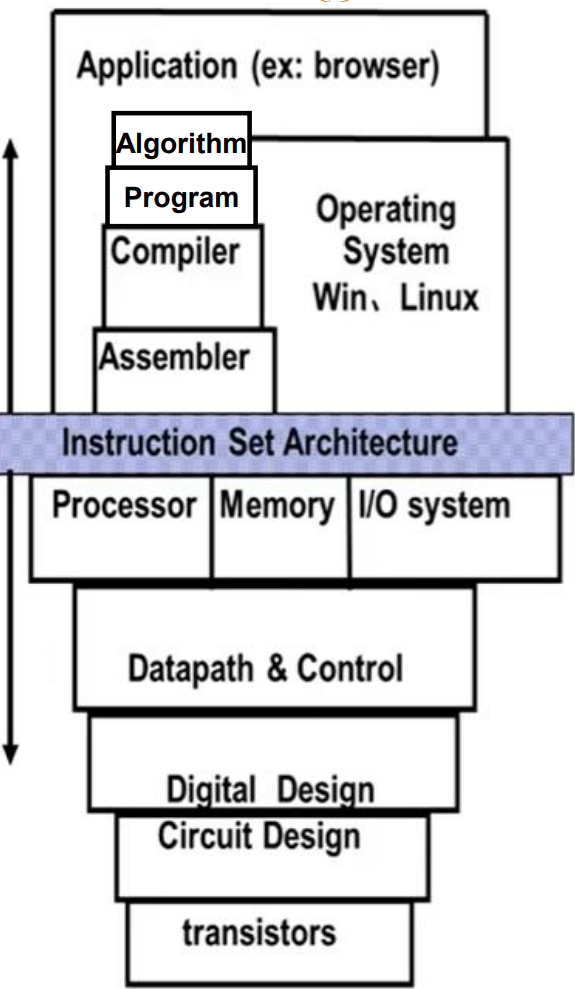 Application (ex: browser)
Algorithm
Program
Compiler
Operating
System
Win、Linux
Assembler
Instruction Set Architecture
Processor
Memory
I/O system
Datapath & Control
Digital Design
Circuit Design
transistors